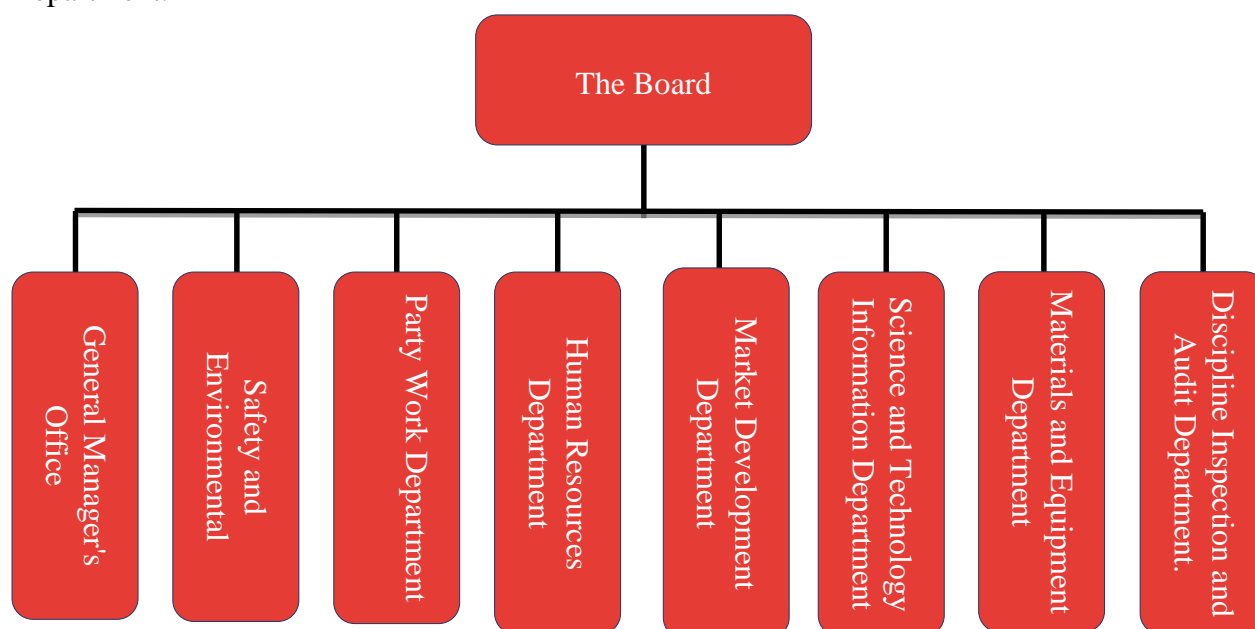 The Board
General Manager's
Office
Safety and
Environmental
Party Work Department
Human Resources
Department
Market Development
Department
Science and Technology
Information Department
Materials and Equipment
Department
Discipline Inspection and
Audit Department.